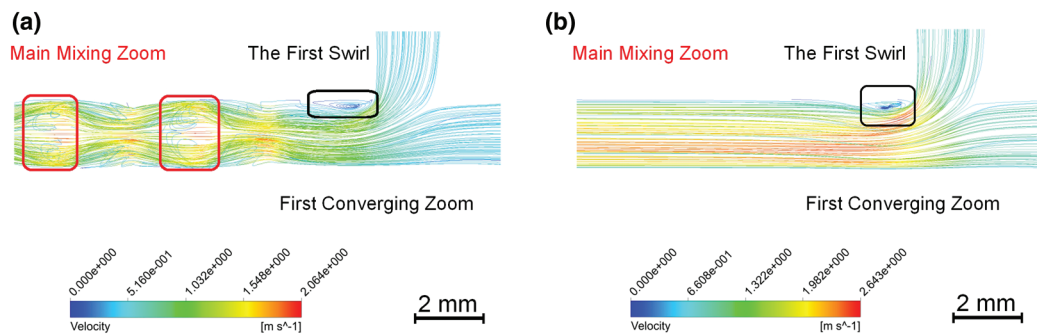 (a)
Main Mixing Zoom
The First Swirl
First Converging Zoom
0.000e+000
5.160e-001
1.032e+000
1.548e+000
2.064e+000
Velocity
[m s^-1]
2 mm
(b)
Main Mixing Zoom
The First Swirl
First Converging Zoom
0.000e+000
6.608e-001
1.322e+000
1.982e+000
2.643e+000
Velocity
[m s^-1]
2 mm